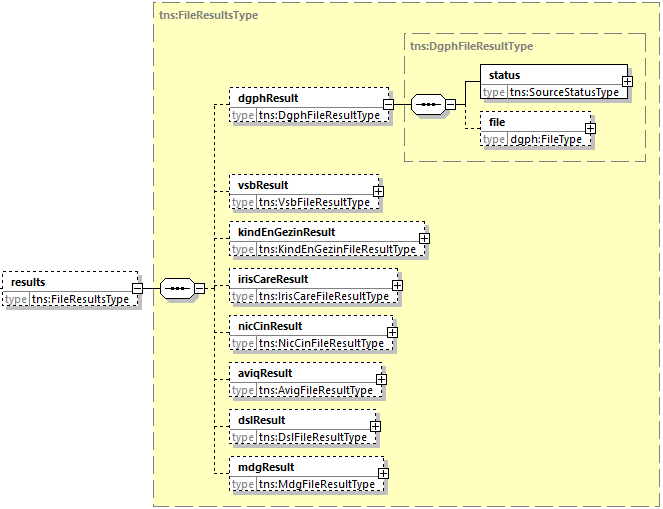 tns:FileResultsType
tns:DgphFileResultType
status
type tns:SourceStatusType
dgphResult
type tns:DgphFileResultType
file
type dgph:FileType
vsbResult
type tns:VsbFileResultType
kindEnGezinResult
type tns:KindEnGezinFileResultType
results
type tns:FileResultsType
irisCareResult
type tns:IrisCareFileResultType
nicCinResult
type tns:NicCinFileResultType
aviqResult
type tns:AviqFileResultType
dslResult
type tns:DslFileResultType
mdgResult
type tns:MdgFileResultType